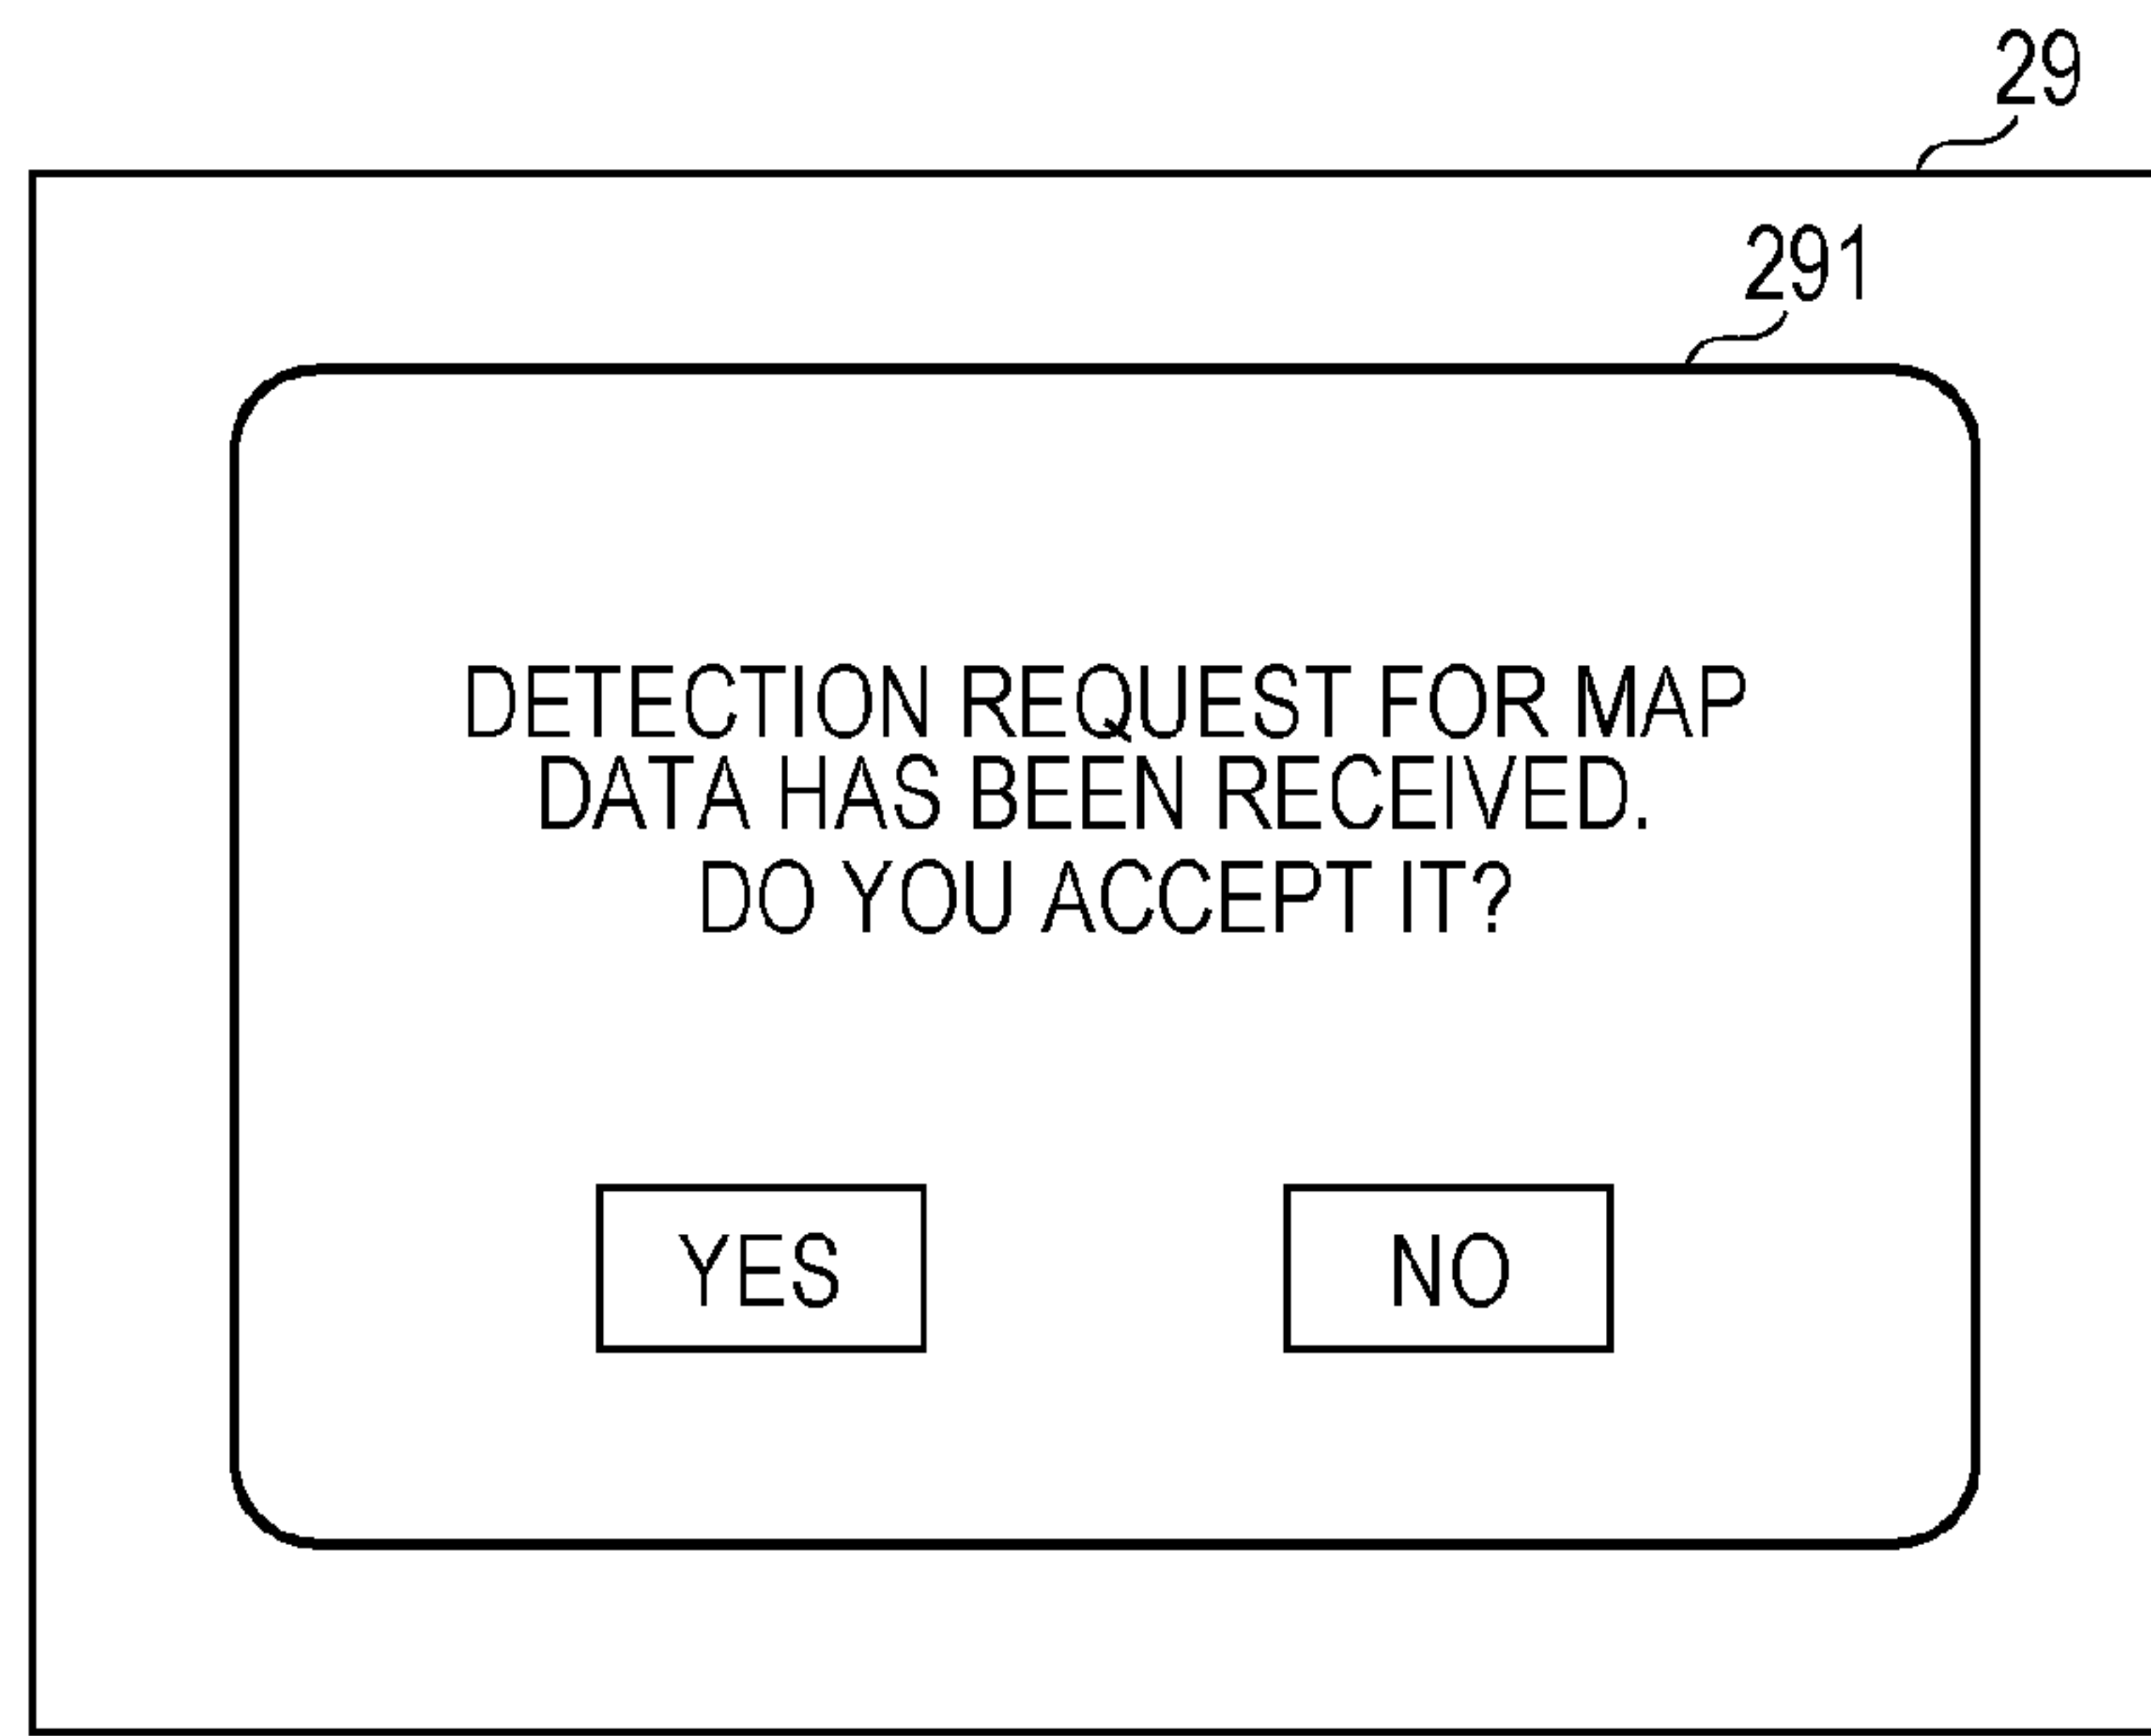 29
291
DETECTION REQUEST FOR MAP
DATA HAS BEEN RECEIVED.
DO YOU ACCEPT IT?
YES NO